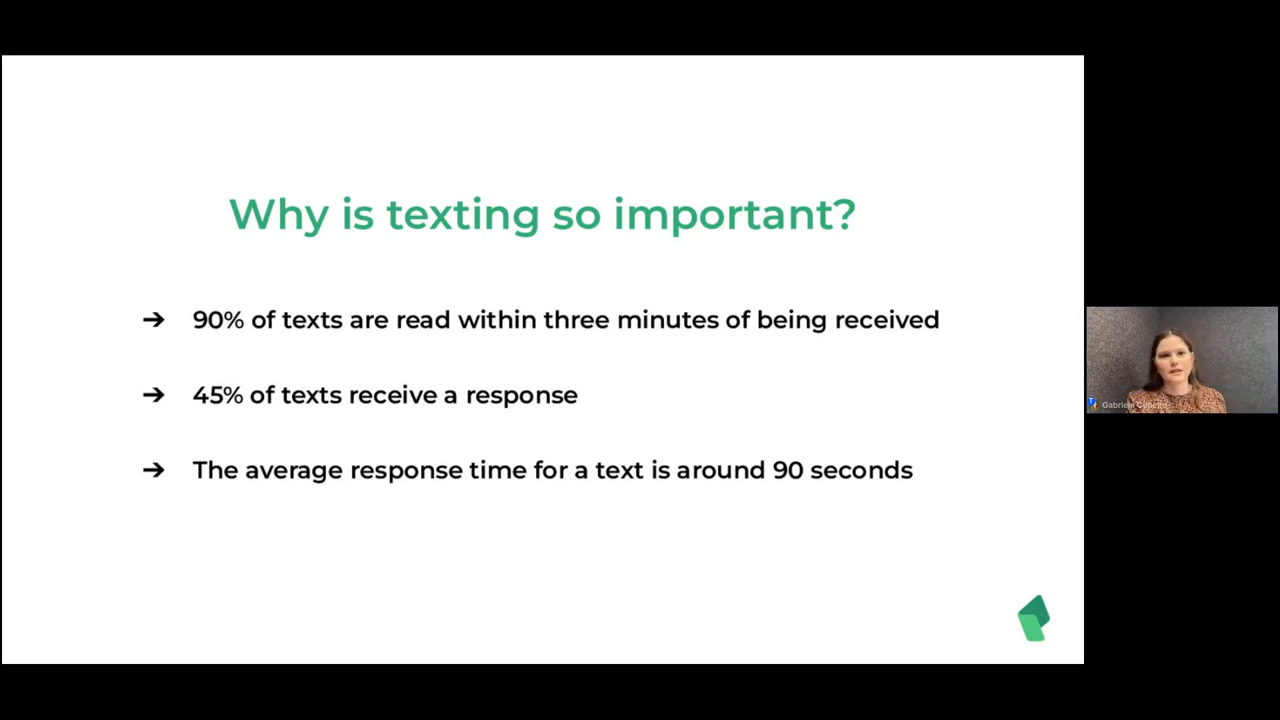 Why is texting so important?
➔ 90% of texts are read within three minutes of being received
➔ 45% of texts receive a response
➔ The average response time for a text is around 90 seconds